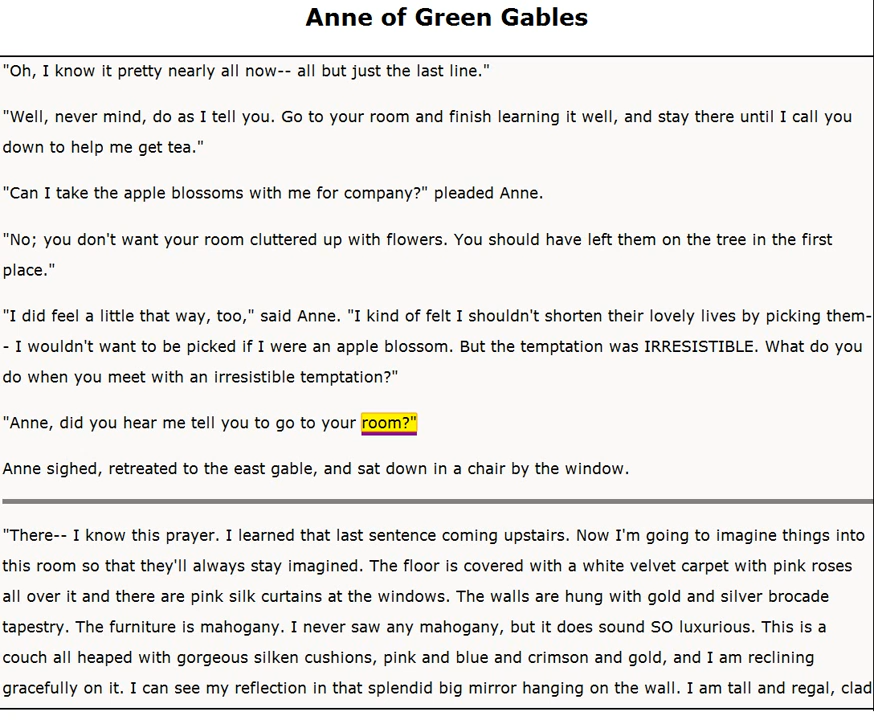 Anne of Green Gables
"Oh, I know it pretty nearly all now-- all but just the last line."
"Well, never mind, do as I tell you. Go to your room and finish learning it well, and stay there until I call you
down to help me get tea."
"Can I take the apple blossoms with me for company?" pleaded Anne.
"No; you don't want your room cluttered up with flowers. You should have left them on the tree in the first
place."
"I did feel a little that way, too," said Anne. "I kind of felt I shouldn't shorten their lovely lives by picking them-
- I wouldn't want to be picked if I were an apple blossom. But the temptation was IRRESISTIBLE. What do you
do when you meet with an irresistible temptation?"
"Anne, did you hear me tell you to go to your room?"
Anne sighed, retreated to the east gable, and sat down in a chair by the window.
"There-- I know this prayer. I learned that last sentence coming upstairs. Now I'm going to imagine things into
this room so that they'll always stay imagined. The floor is covered with a white velvet carpet with pink roses
all over it and there are pink silk curtains at the windows. The walls are hung with gold and silver brocade
tapestry. The furniture is mahogany. I never saw any mahogany, but it does sound SO luxurious. This is a
couch all heaped with gorgeous silken cushions, pink and blue and crimson and gold, and I am reclining
gracefully on it. I can see my reflection in that splendid big mirror hanging on the wall. I am tall and regal, clad